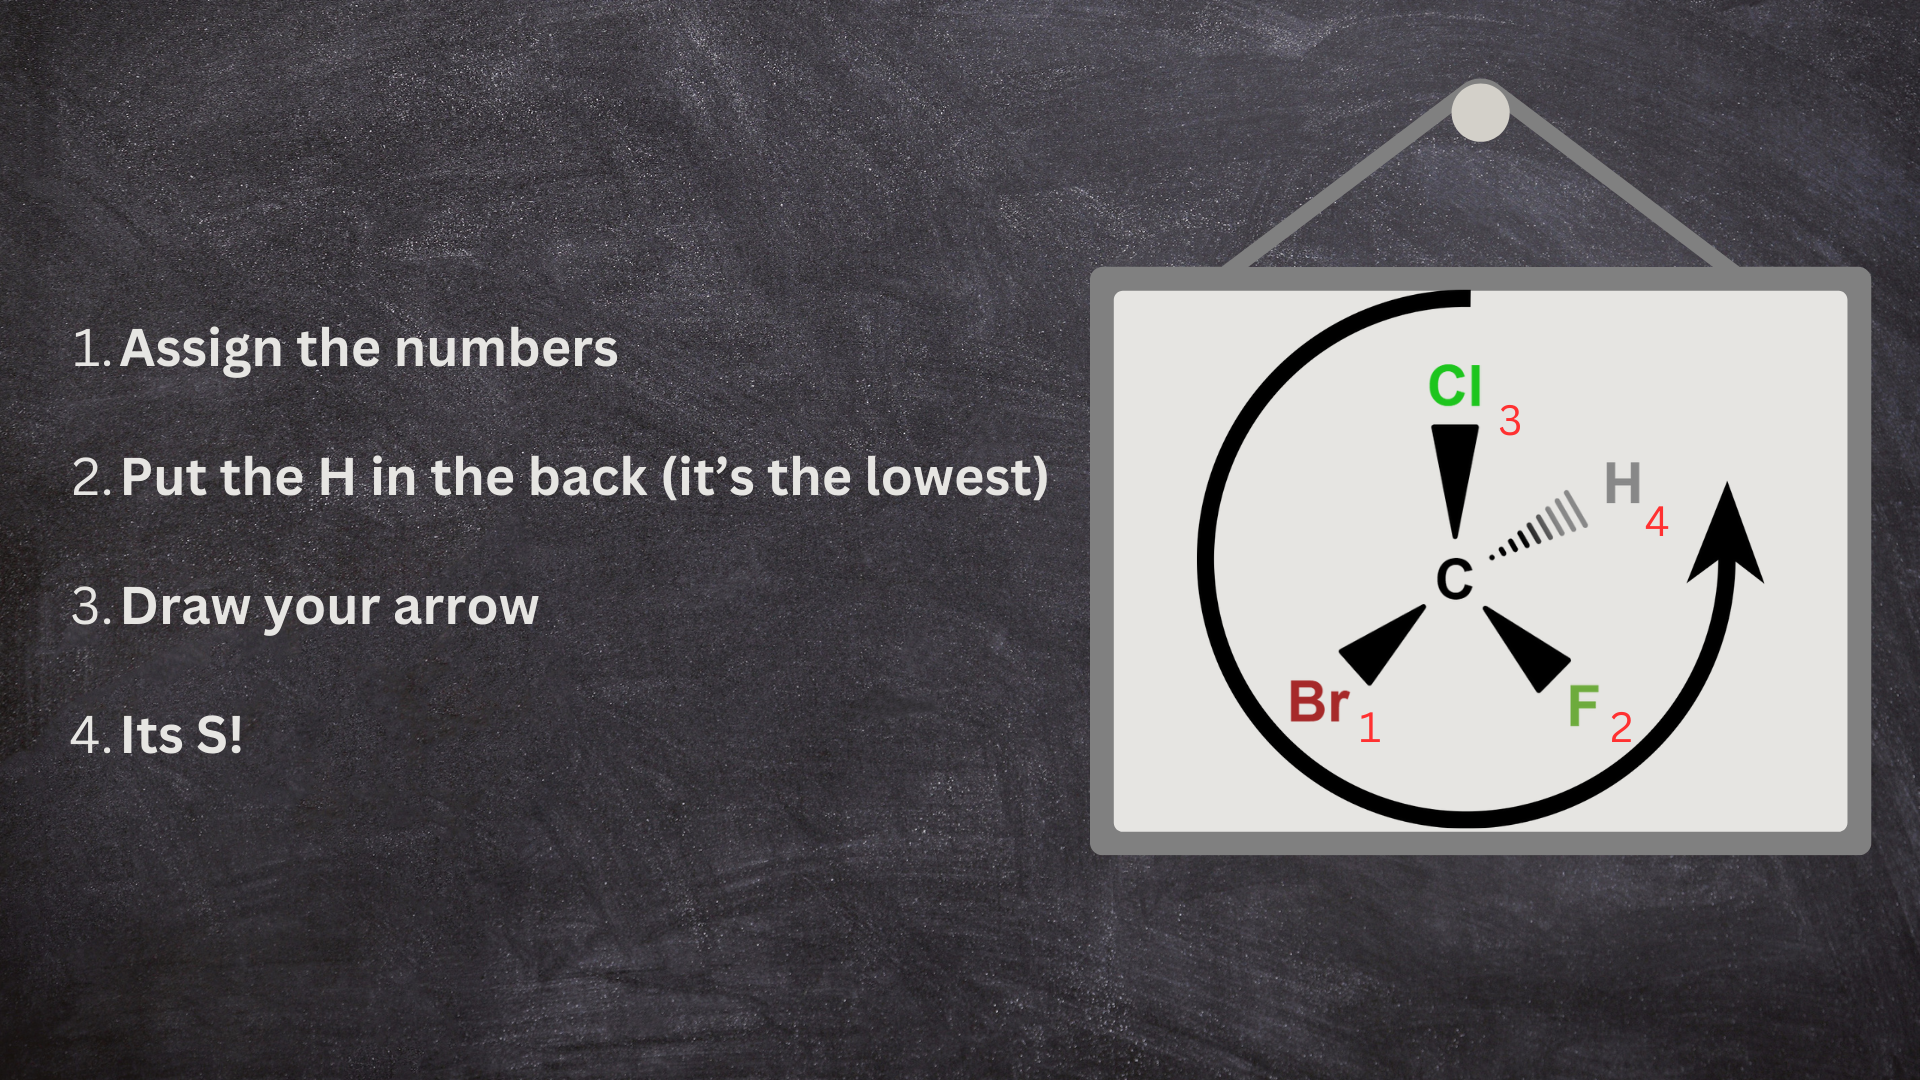 1. Assign the numbers
2. Put the H in the back (it’s the lowest)
3. Draw your arrow
4. Its S!
Cl 3
H 4
C
Br 1
F 2